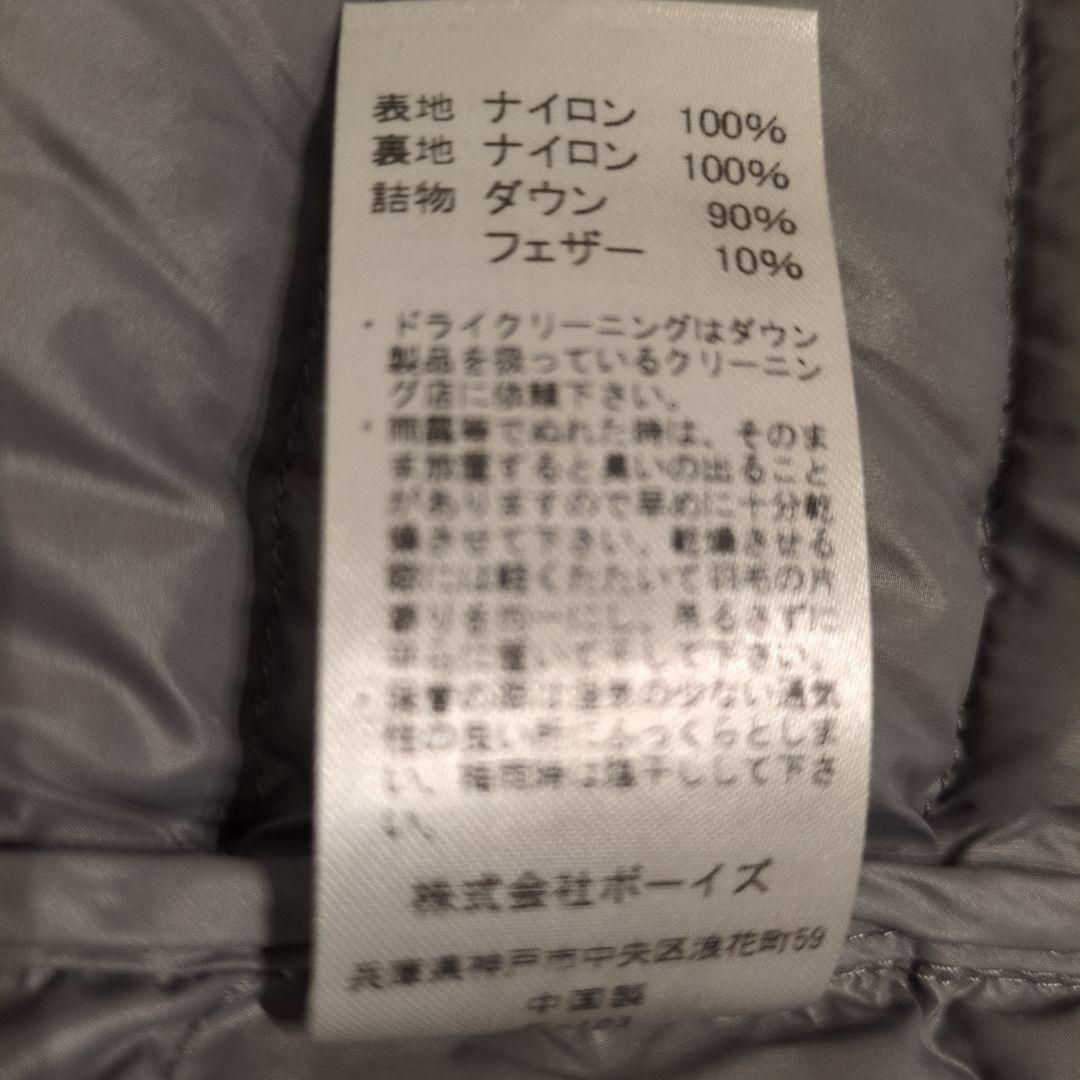 表地 ナイロン 100%
裏地 ナイロン 100%
詰物 ダウン 90%
フェザー 10%
・ドライクリーニングはダウン
製品を扱っているクリーニン
グ店に依頼下さい。
・雨露等でぬれた時は、そのま
ま放置すると臭いの出ること
がありますので早めに十分乾
燥させて下さい。乾燥させる
際には軽くたたいて羽毛の片
寄りを均一にし、吊るさずに
平らに置いて干して下さい。
・保管の際は湿気の少ない通気
性の良い所にふっくらとしま
い、梅雨時は陰干しして下さ
い。
株式会社ボーイズ
兵庫県神戸市中央区浪花町59
中国製